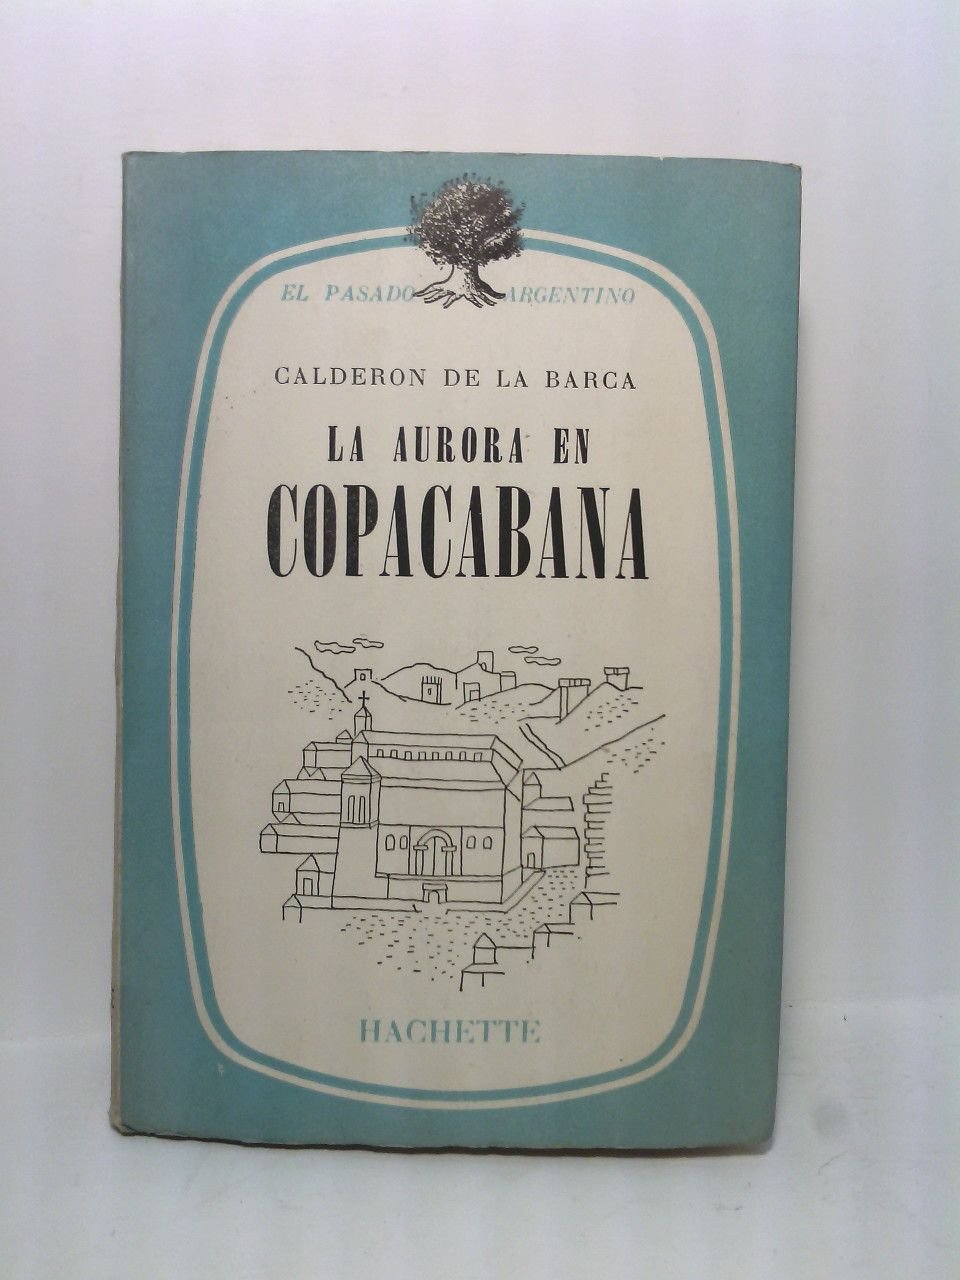 EL PASADO ARGENTINO
CALDERON DE LA BARCA
LA AURORA EN
COPACABANA
HACHETTE